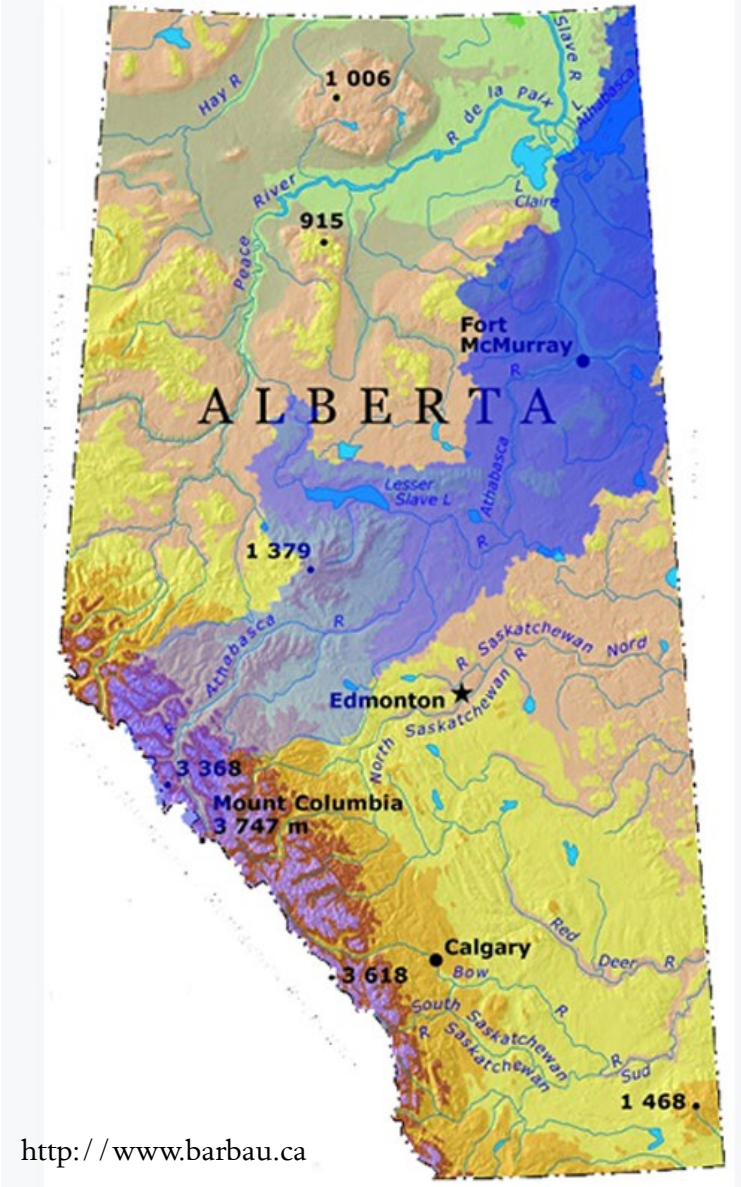 Slave R
1 006
Hay R
R de la Paix
L Athabasca
L
Claire
Peace River
915
Fort
McMurray
R
ALBERTA
Athabasca
R
Lesser
Slave L
1 379
Athabasca R
R
R Saskatchewan Nord
Edmonton
North Saskatchewan R
3 368
Mount Columbia
3 747 m
Red Deer R
Calgary
3 618
Bow R
South Saskatchewan R
R Saskatchewan Sud
1 468
http://www.barbau.ca